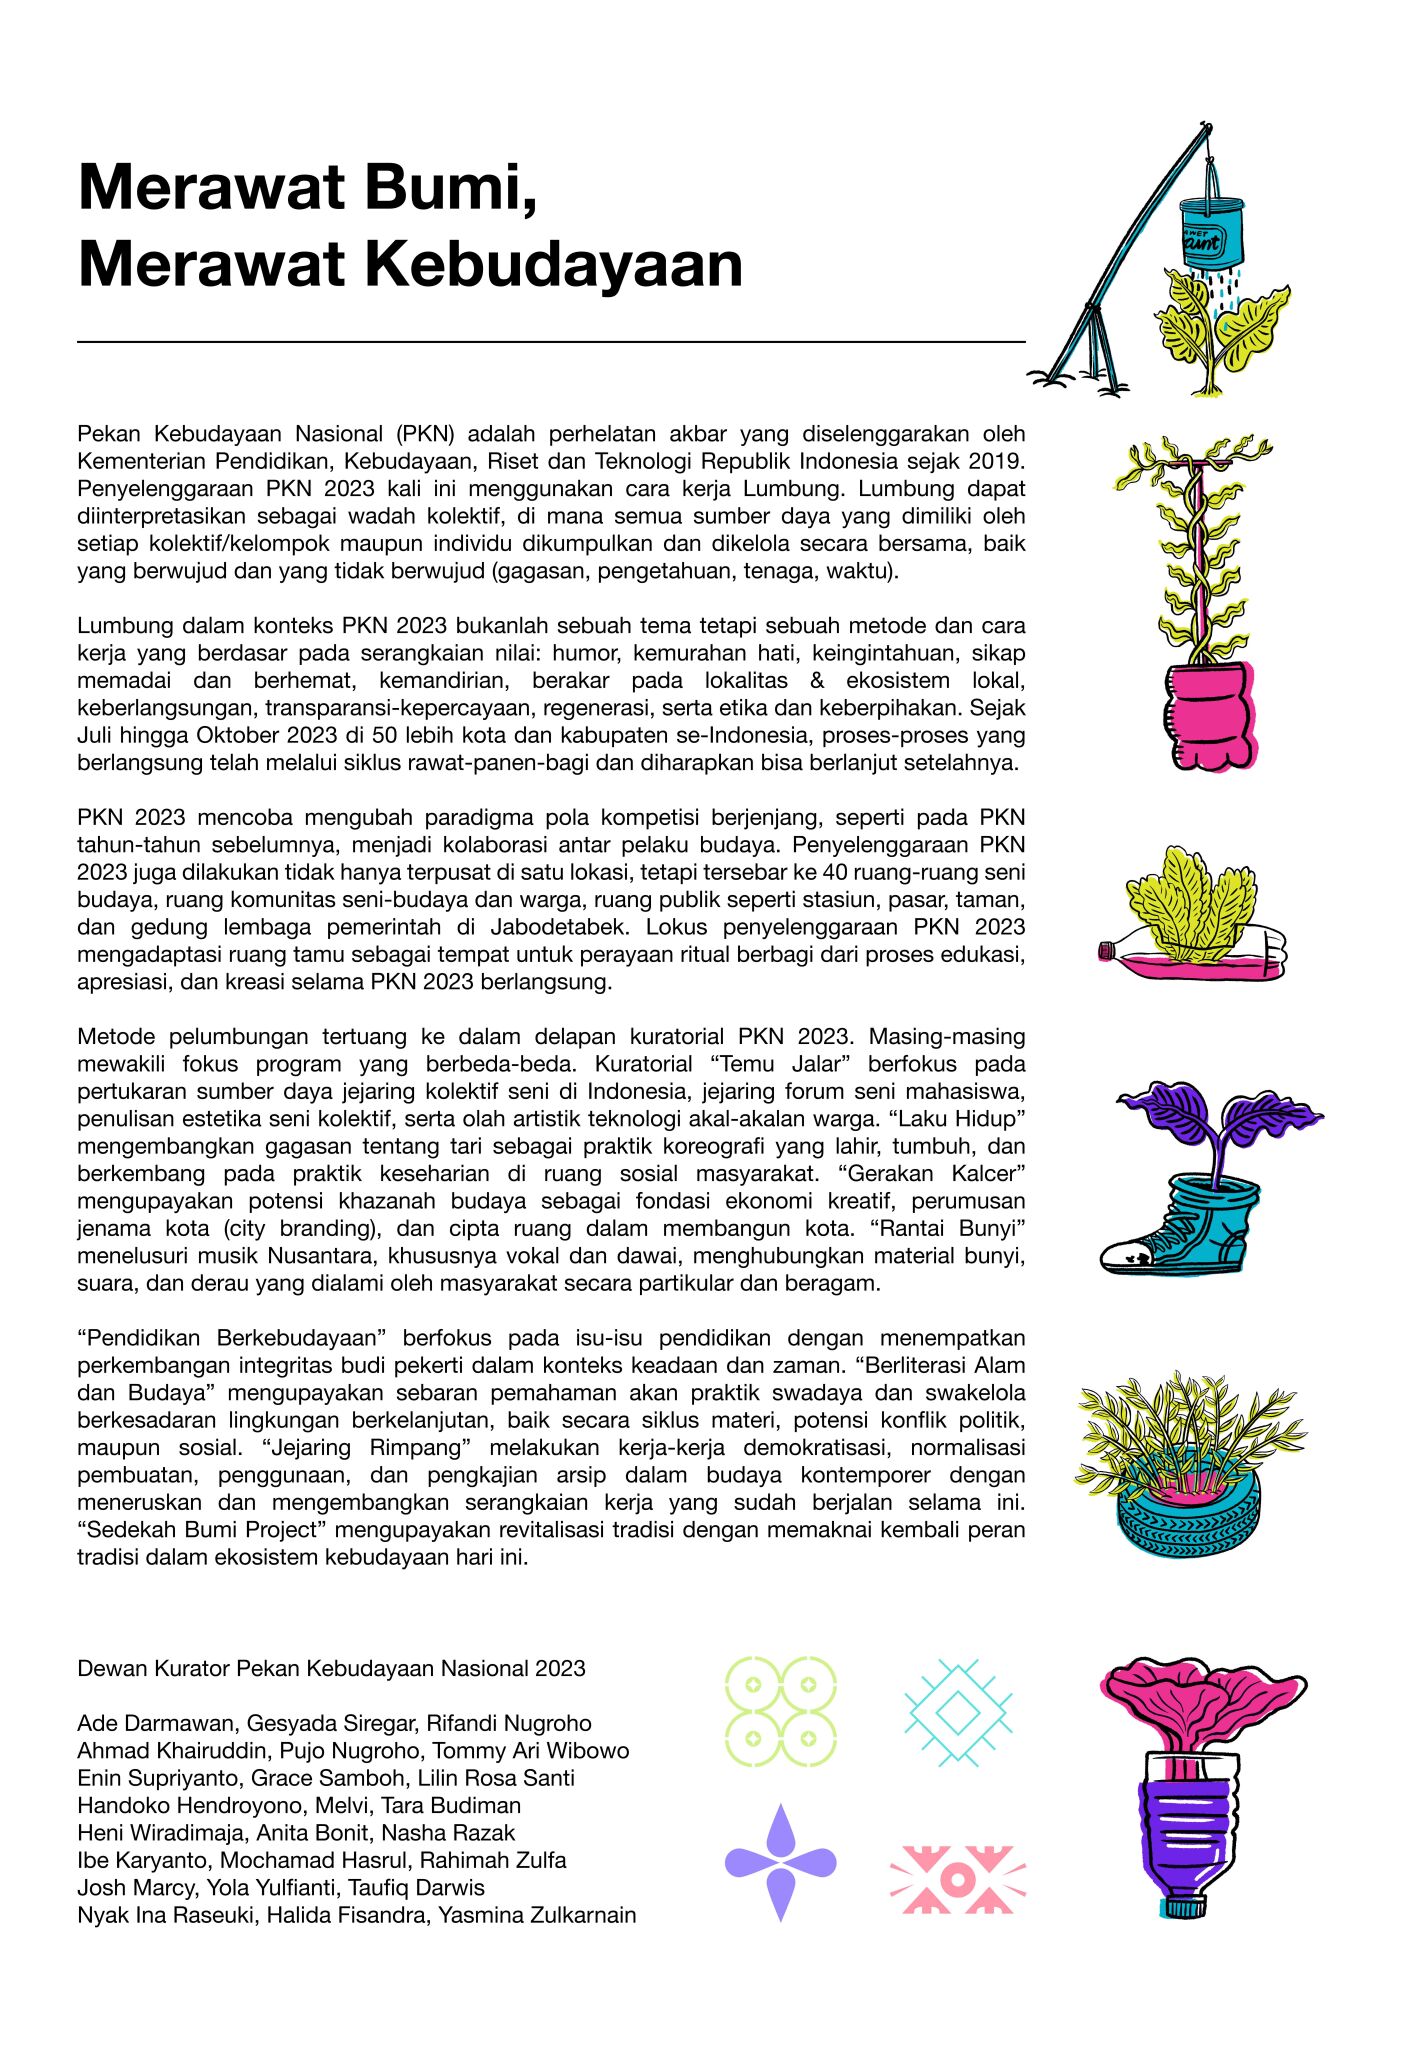 Merawat Bumi,
Merawat Kebudayaan
AWET
aint
Pekan Kebudayaan Nasional (PKN) adalah perhelatan akbar yang diselenggarakan oleh
Kementerian Pendidikan, Kebudayaan, Riset dan Teknologi Republik Indonesia sejak 2019.
Penyelenggaraan PKN 2023 kali ini menggunakan cara kerja Lumbung. Lumbung dapat
diinterpretasikan sebagai wadah kolektif, di mana semua sumber daya yang dimiliki oleh
setiap kolektif/kelompok maupun individu dikumpulkan dan dikelola secara bersama, baik
yang berwujud dan yang tidak berwujud (gagasan, pengetahuan, tenaga, waktu).
Lumbung dalam konteks PKN 2023 bukanlah sebuah tema tetapi sebuah metode dan cara
kerja yang berdasar pada serangkaian nilai: humor, kemurahan hati, keingintahuan, sikap
memadai dan berhemat, kemandirian, berakar pada lokalitas & ekosistem lokal,
keberlangsungan, transparansi-kepercayaan, regenerasi, serta etika dan keberpihakan. Sejak
Juli hingga Oktober 2023 di 50 lebih kota dan kabupaten se-Indonesia, proses-proses yang
berlangsung telah melalui siklus rawat-panen-bagi dan diharapkan bisa berlanjut setelahnya.
PKN 2023 mencoba mengubah paradigma pola kompetisi berjenjang, seperti pada PKN
tahun-tahun sebelumnya, menjadi kolaborasi antar pelaku budaya. Penyelenggaraan PKN
2023 juga dilakukan tidak hanya terpusat di satu lokasi, tetapi tersebar ke 40 ruang-ruang seni
budaya, ruang komunitas seni-budaya dan warga, ruang publik seperti stasiun, pasar, taman,
dan gedung lembaga pemerintah di Jabodetabek. Lokus penyelenggaraan PKN 2023
mengadaptasi ruang tamu sebagai tempat untuk perayaan ritual berbagi dari proses edukasi,
apresiasi, dan kreasi selama PKN 2023 berlangsung.
Metode pelumbungan tertuang ke dalam delapan kuratorial PKN 2023. Masing-masing
mewakili fokus program yang berbeda-beda. Kuratorial “Temu Jalar” berfokus pada
pertukaran sumber daya jejaring kolektif seni di Indonesia, jejaring forum seni mahasiswa,
penulisan estetika seni kolektif, serta olah artistik teknologi akal-akalan warga. “Laku Hidup”
mengembangkan gagasan tentang tari sebagai praktik koreografi yang lahir, tumbuh, dan
berkembang pada praktik keseharian di ruang sosial masyarakat. “Gerakan Kalcer”
mengupayakan potensi khazanah budaya sebagai fondasi ekonomi kreatif, perumusan
jenama kota (city branding), dan cipta ruang dalam membangun kota. “Rantai Bunyi”
menelusuri musik Nusantara, khususnya vokal dan dawai, menghubungkan material bunyi,
suara, dan derau yang dialami oleh masyarakat secara partikular dan beragam.
“Pendidikan Berkebudayaan” berfokus pada isu-isu pendidikan dengan menempatkan
perkembangan integritas budi pekerti dalam konteks keadaan dan zaman. “Berliterasi Alam
dan Budaya” mengupayakan sebaran pemahaman akan praktik swadaya dan swakelola
berkesadaran lingkungan berkelanjutan, baik secara siklus materi, potensi konflik politik,
maupun sosial. “Jejaring Rimpang” melakukan kerja-kerja demokratisasi, normalisasi
pembuatan, penggunaan, dan pengkajian arsip dalam budaya kontemporer dengan
meneruskan dan mengembangkan serangkaian kerja yang sudah berjalan selama ini.
“Sedekah Bumi Project” mengupayakan revitalisasi tradisi dengan memaknai kembali peran
tradisi dalam ekosistem kebudayaan hari ini.
Dewan Kurator Pekan Kebudayaan Nasional 2023
Ade Darmawan, Gesyada Siregar, Rifandi Nugroho
Ahmad Khairuddin, Pujo Nugroho, Tommy Ari Wibowo
Enin Supriyanto, Grace Samboh, Lilin Rosa Santi
Handoko Hendroyono, Melvi, Tara Budiman
Heni Wiradimaja, Anita Bonit, Nasha Razak
Ibe Karyanto, Mochamad Hasrul, Rahimah Zulfa
Josh Marcy, Yola Yulfianti, Taufiq Darwis
Nyak Ina Raseuki, Halida Fisandra, Yasmina Zulkarnain